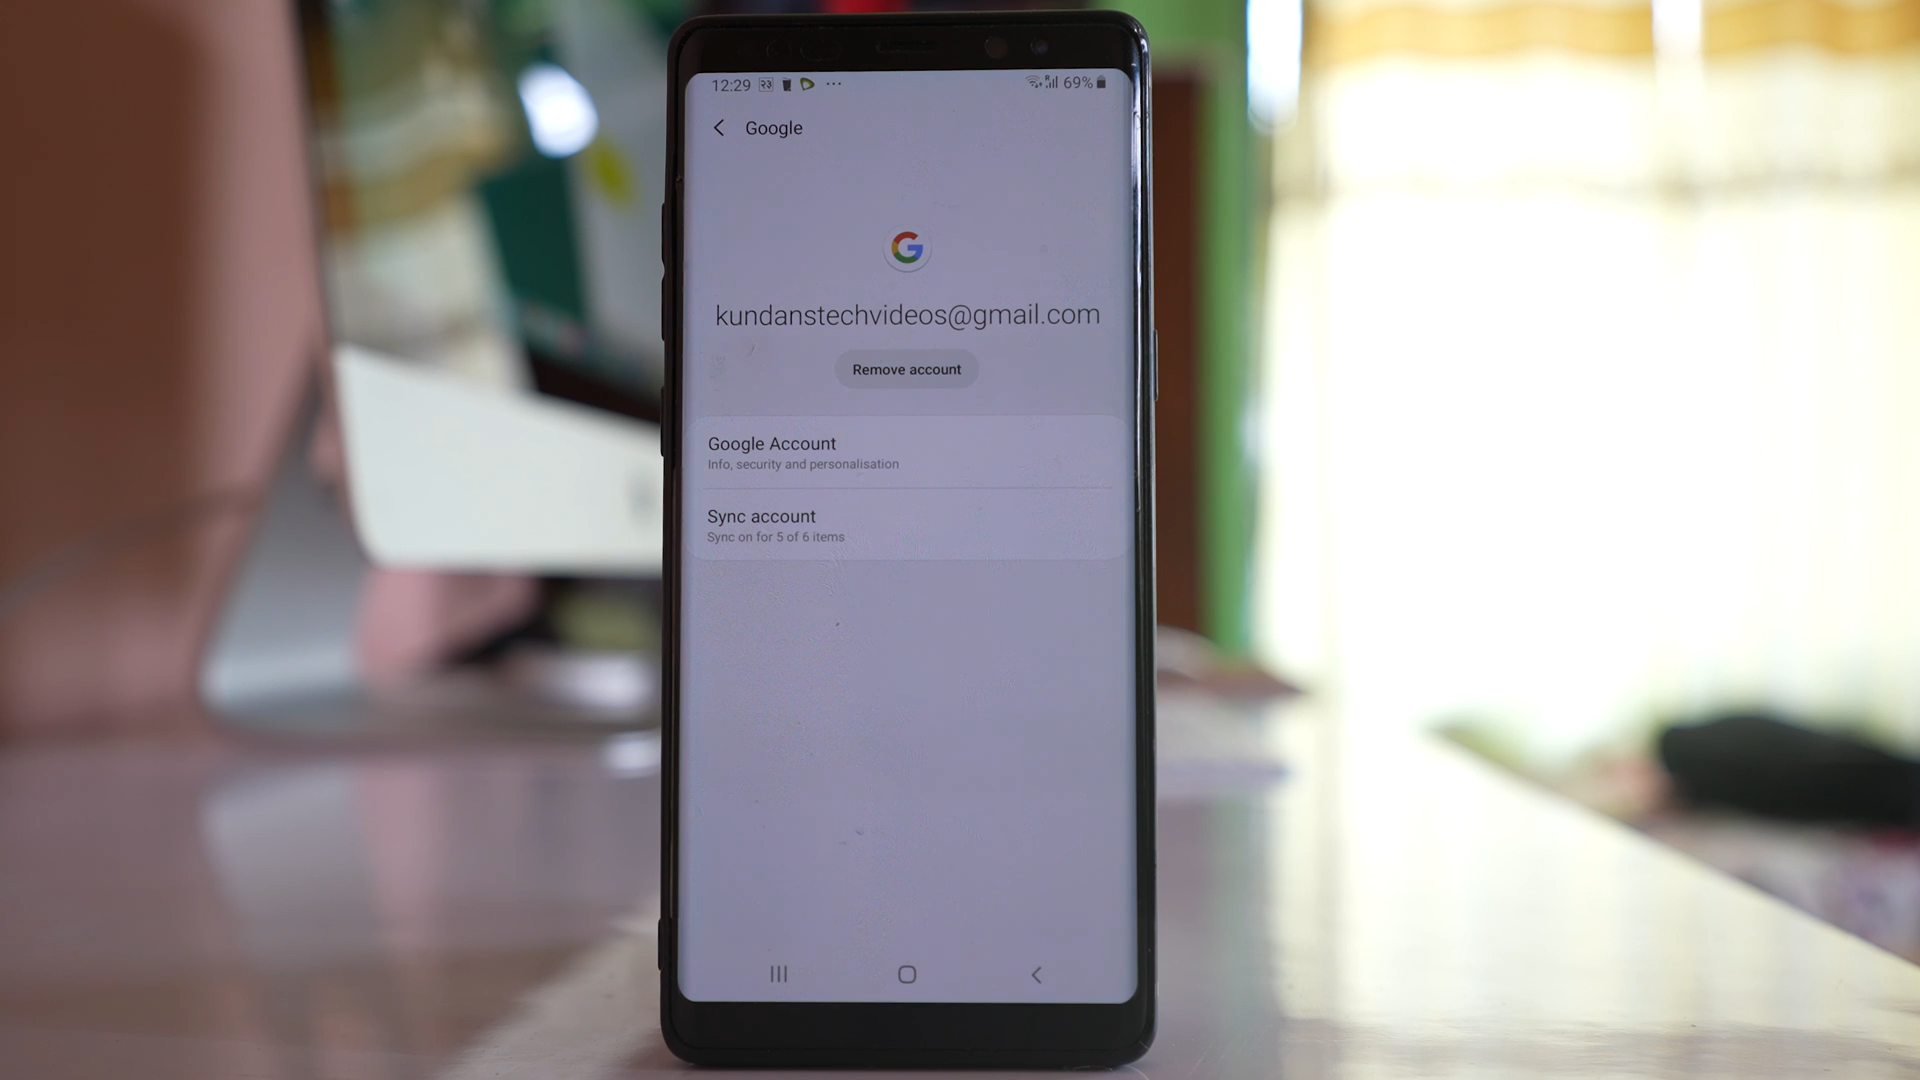 12:29 २३ 69%
Google
kundanstechvideos@gmail.com
Remove account
Google Account
Info, security and personalisation
Sync account
Sync on for 5 of 6 items